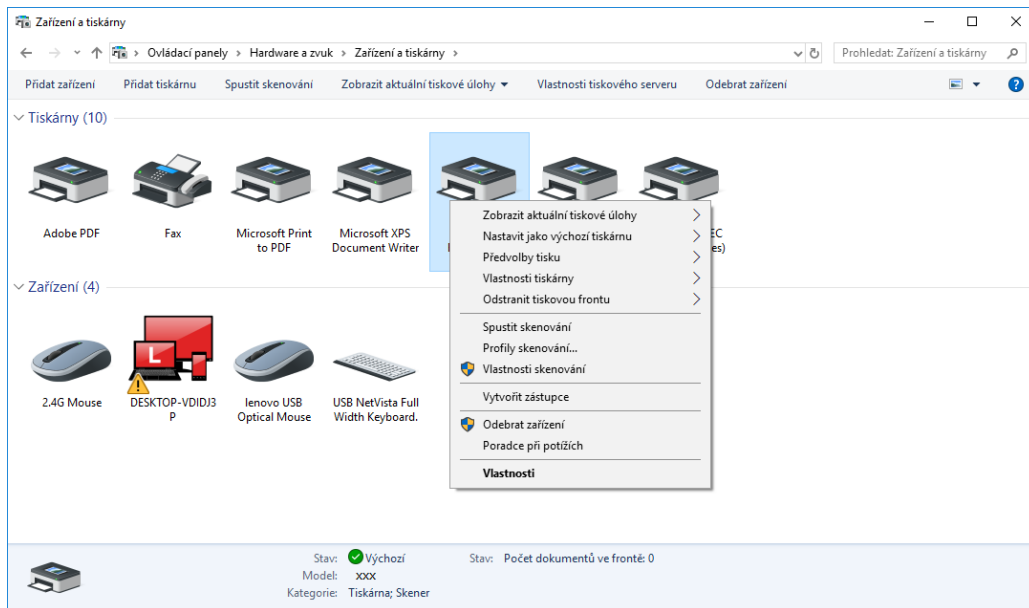 Zařízení a tiskárny
Ovládací panely > Hardware a zvuk > Zařízení a tiskárny >
Prohledat: Zařízení a tiskárny
Přidat zařízení Přidat tiskárnu Spustit skenování Zobrazit aktuální tiskové úlohy Vlastnosti tiskového serveru Odebrat zařízení
Tiskárny (10)
Adobe PDF
Fax
Microsoft Print
to PDF
Microsoft XPS
Document Writer
EC
es)
Zobrazit aktuální tiskové úlohy
Nastavit jako výchozí tiskárnu
Předvolby tisku
Vlastnosti tiskárny
Odstranit tiskovou frontu
Spustit skenování
Profily skenování...
Vlastnosti skenování
Vytvořit zástupce
Odebrat zařízení
Poradce při potížích
Vlastnosti
Zařízení (4)
L
2.4G Mouse
DESKTOP-VDIDJ3
P
lenovo USB
Optical Mouse
USB NetVista Full
Width Keyboard.
Stav: Výchozí
Model: xxx
Kategorie: Tiskárna; Skener
Stav: Počet dokumentů ve frontě: 0